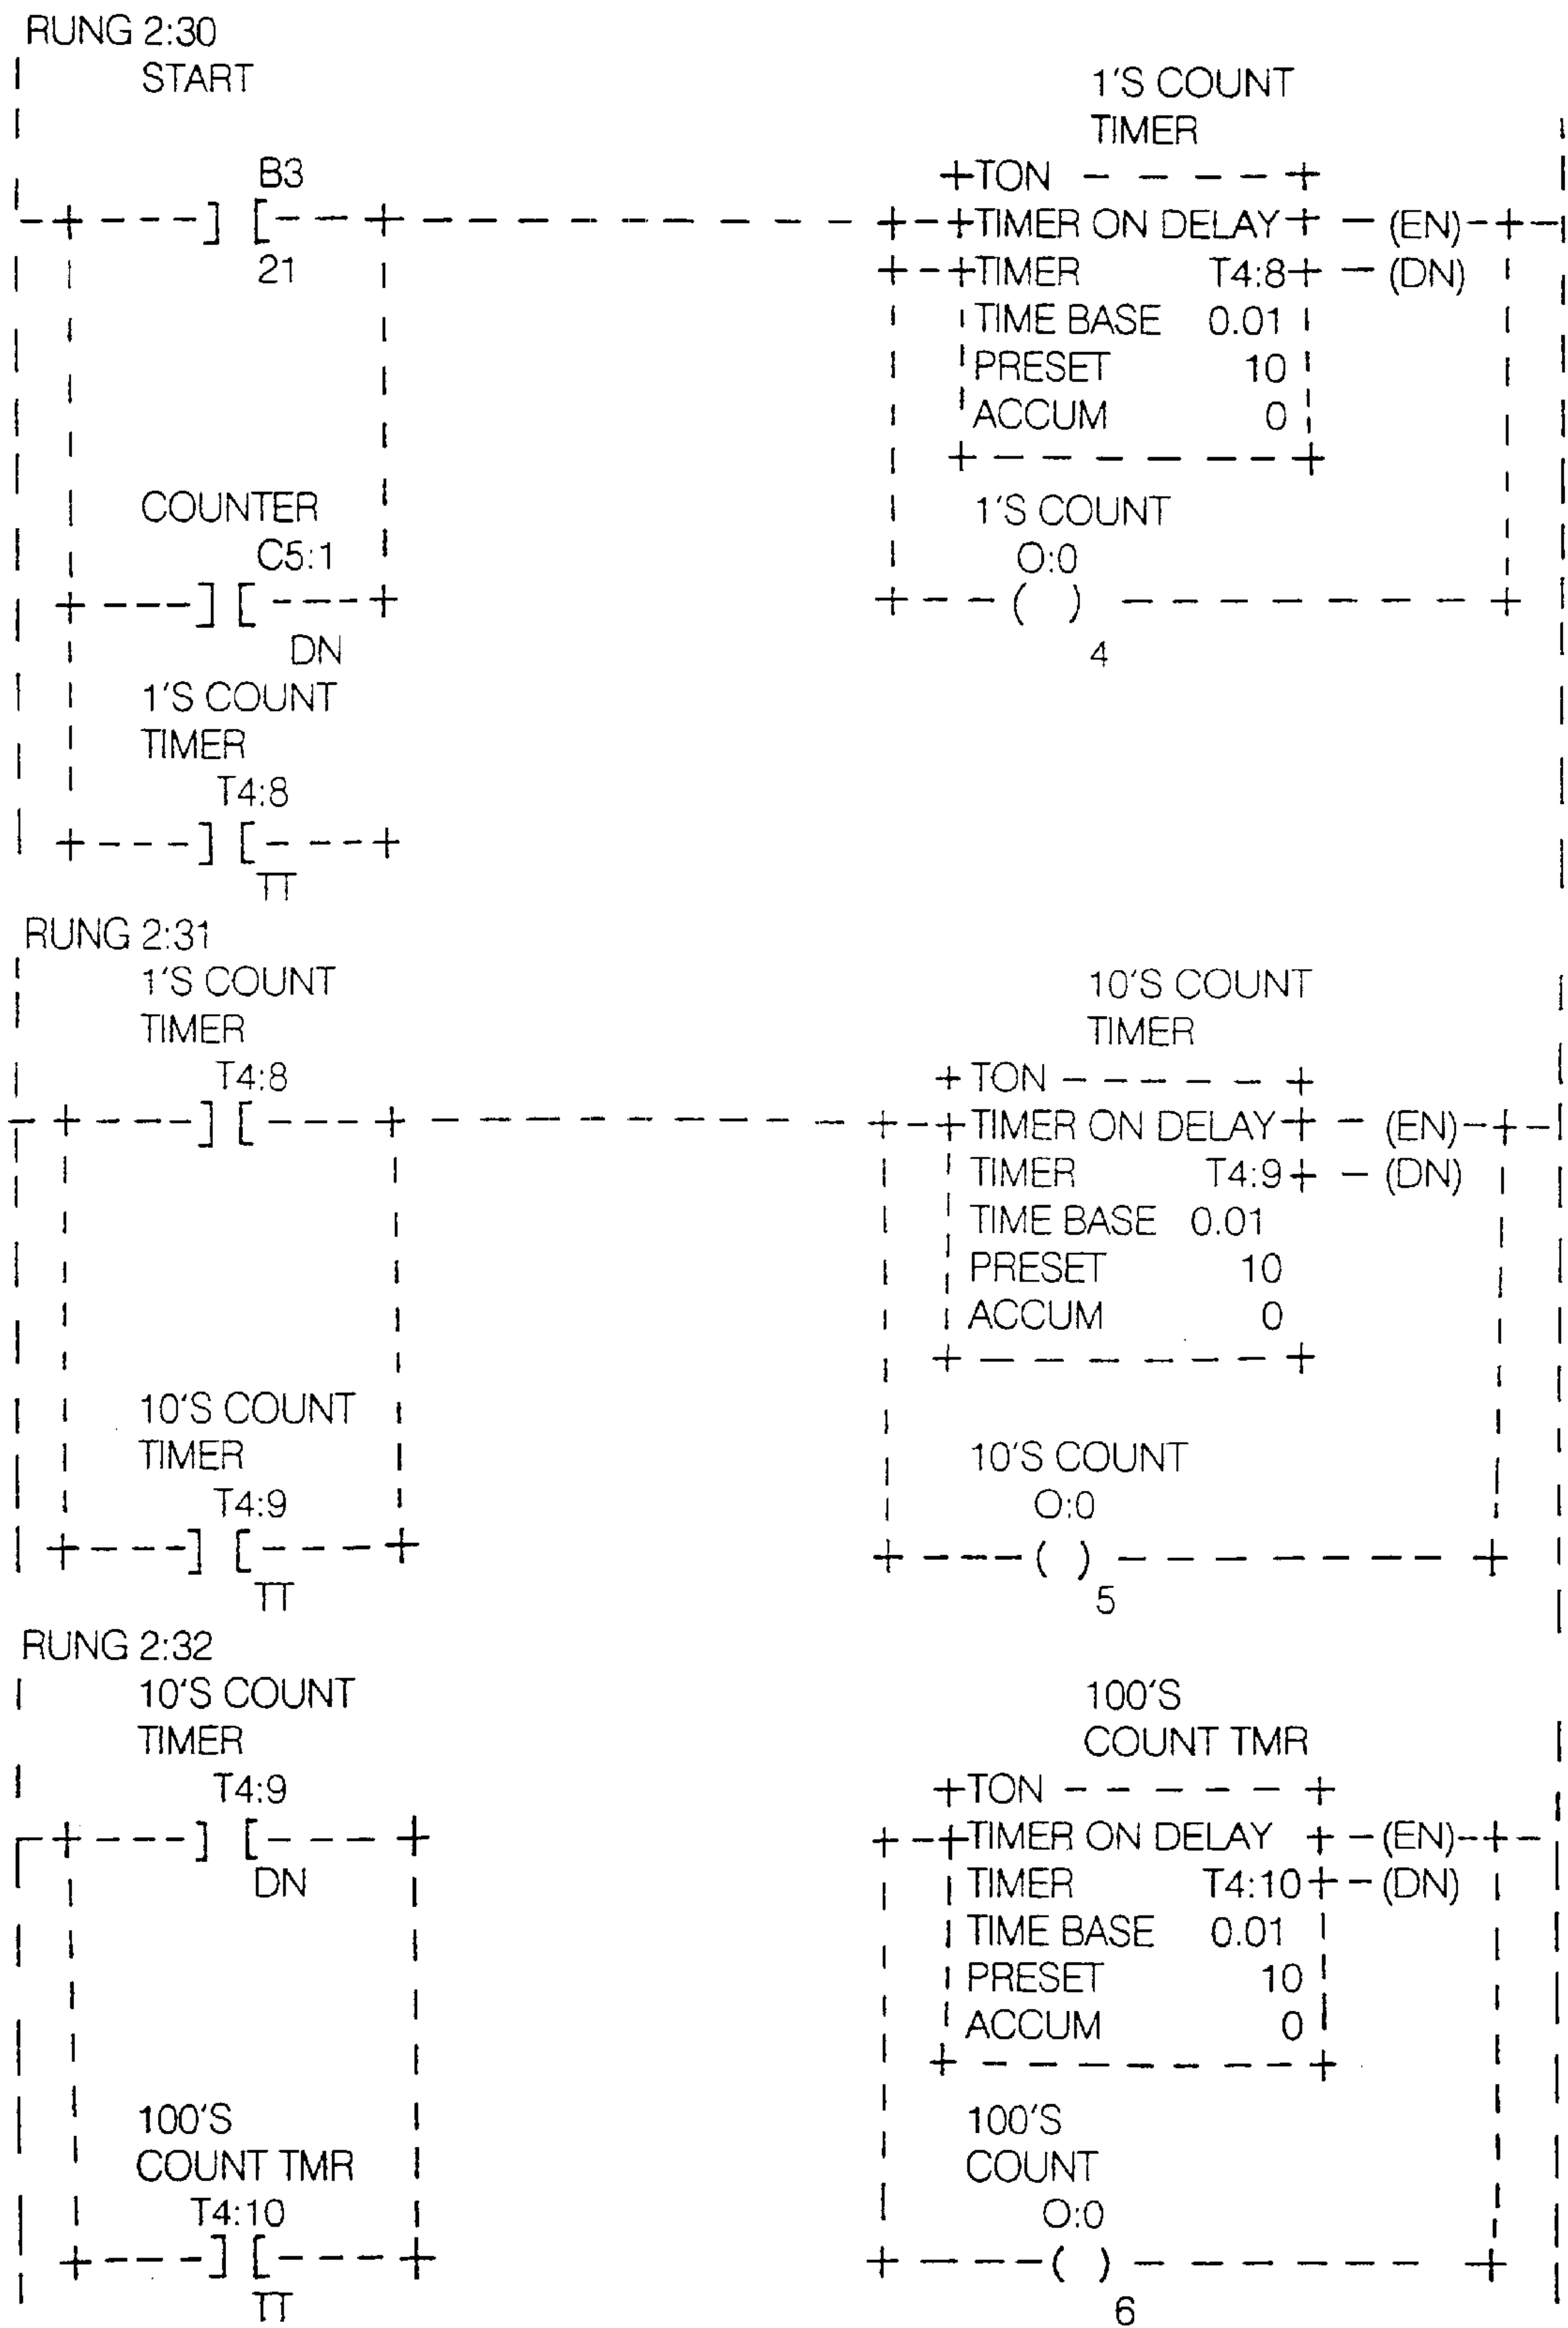 RUNG 2:30
START
1'S COUNT
TIMER
B3
+TON - - - - +
] [
+TIMER ON DELAY+ - (EN)-+
21
+TIMER T4:8+ - (DN)
TIME BASE 0.01
PRESET 10
ACCUM 0
COUNTER
1'S COUNT
C5:1
O:0
] [
( )
DN
4
1'S COUNT
TIMER
T4:8
] [
TT
RUNG 2:31
1'S COUNT
TIMER
10'S COUNT
TIMER
T4:8
+TON - - - - - +
] [
+TIMER ON DELAY+ - (EN)-+
TIMER T4:9+ - (DN)
TIME BASE 0.01
PRESET 10
ACCUM 0
10'S COUNT
TIMER
10'S COUNT
T4:9
O:0
] [
( )
TT
5
RUNG 2:32
10'S COUNT
TIMER
100'S
COUNT TMR
T4:9
+TON - - - - - +
] [
+TIMER ON DELAY + -(EN)-+
DN
TIMER T4:10+-(DN)
TIME BASE 0.01
PRESET 10
ACCUM 0
100'S
COUNT TMR
100'S
COUNT
T4:10
O:0
] [
( )
TT
6